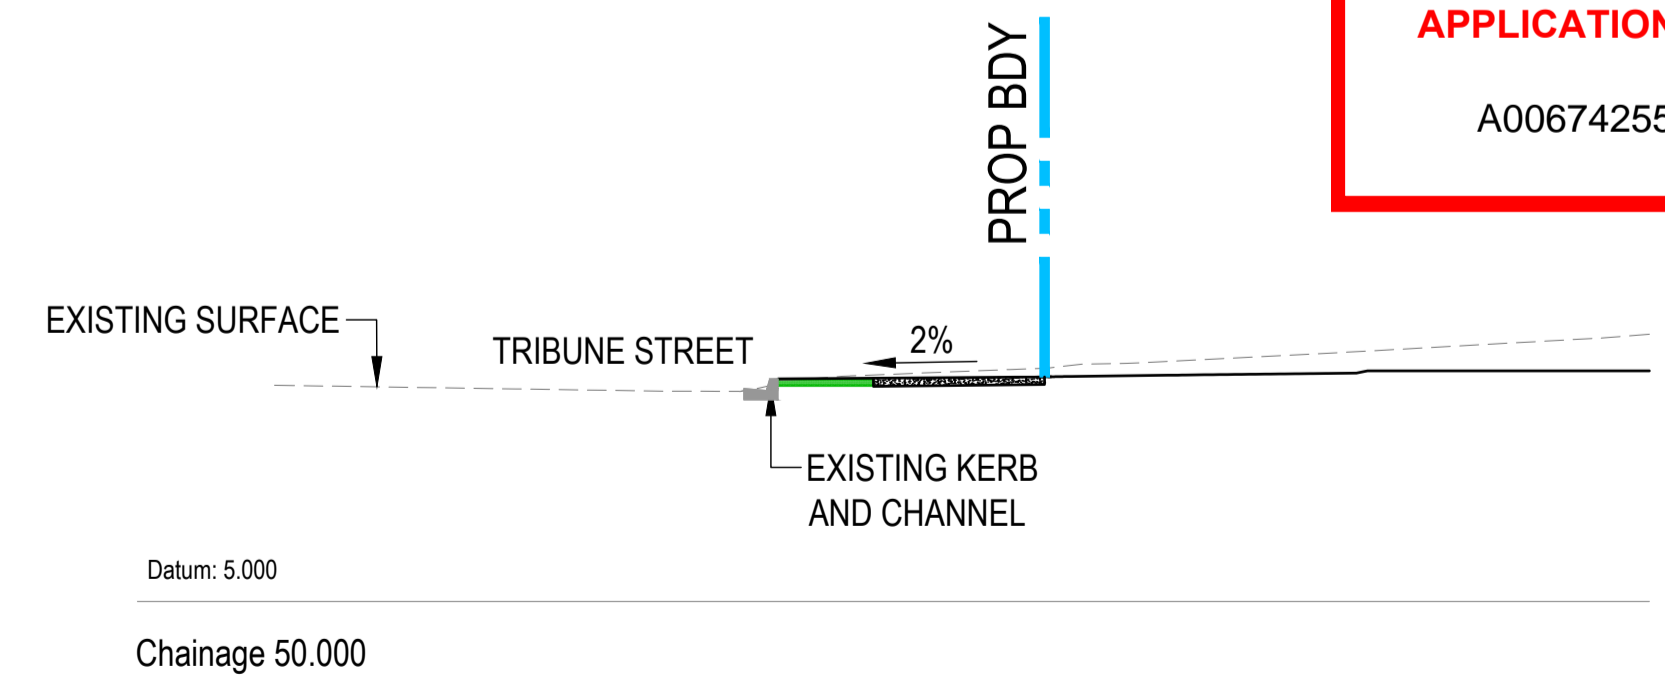 APPLICATION
A00674255
PROP BDY
EXISTING SURFACE
TRIBUNE STREET
2%
EXISTING KERB
AND CHANNEL
Datum: 5.000
Chainage 50.000